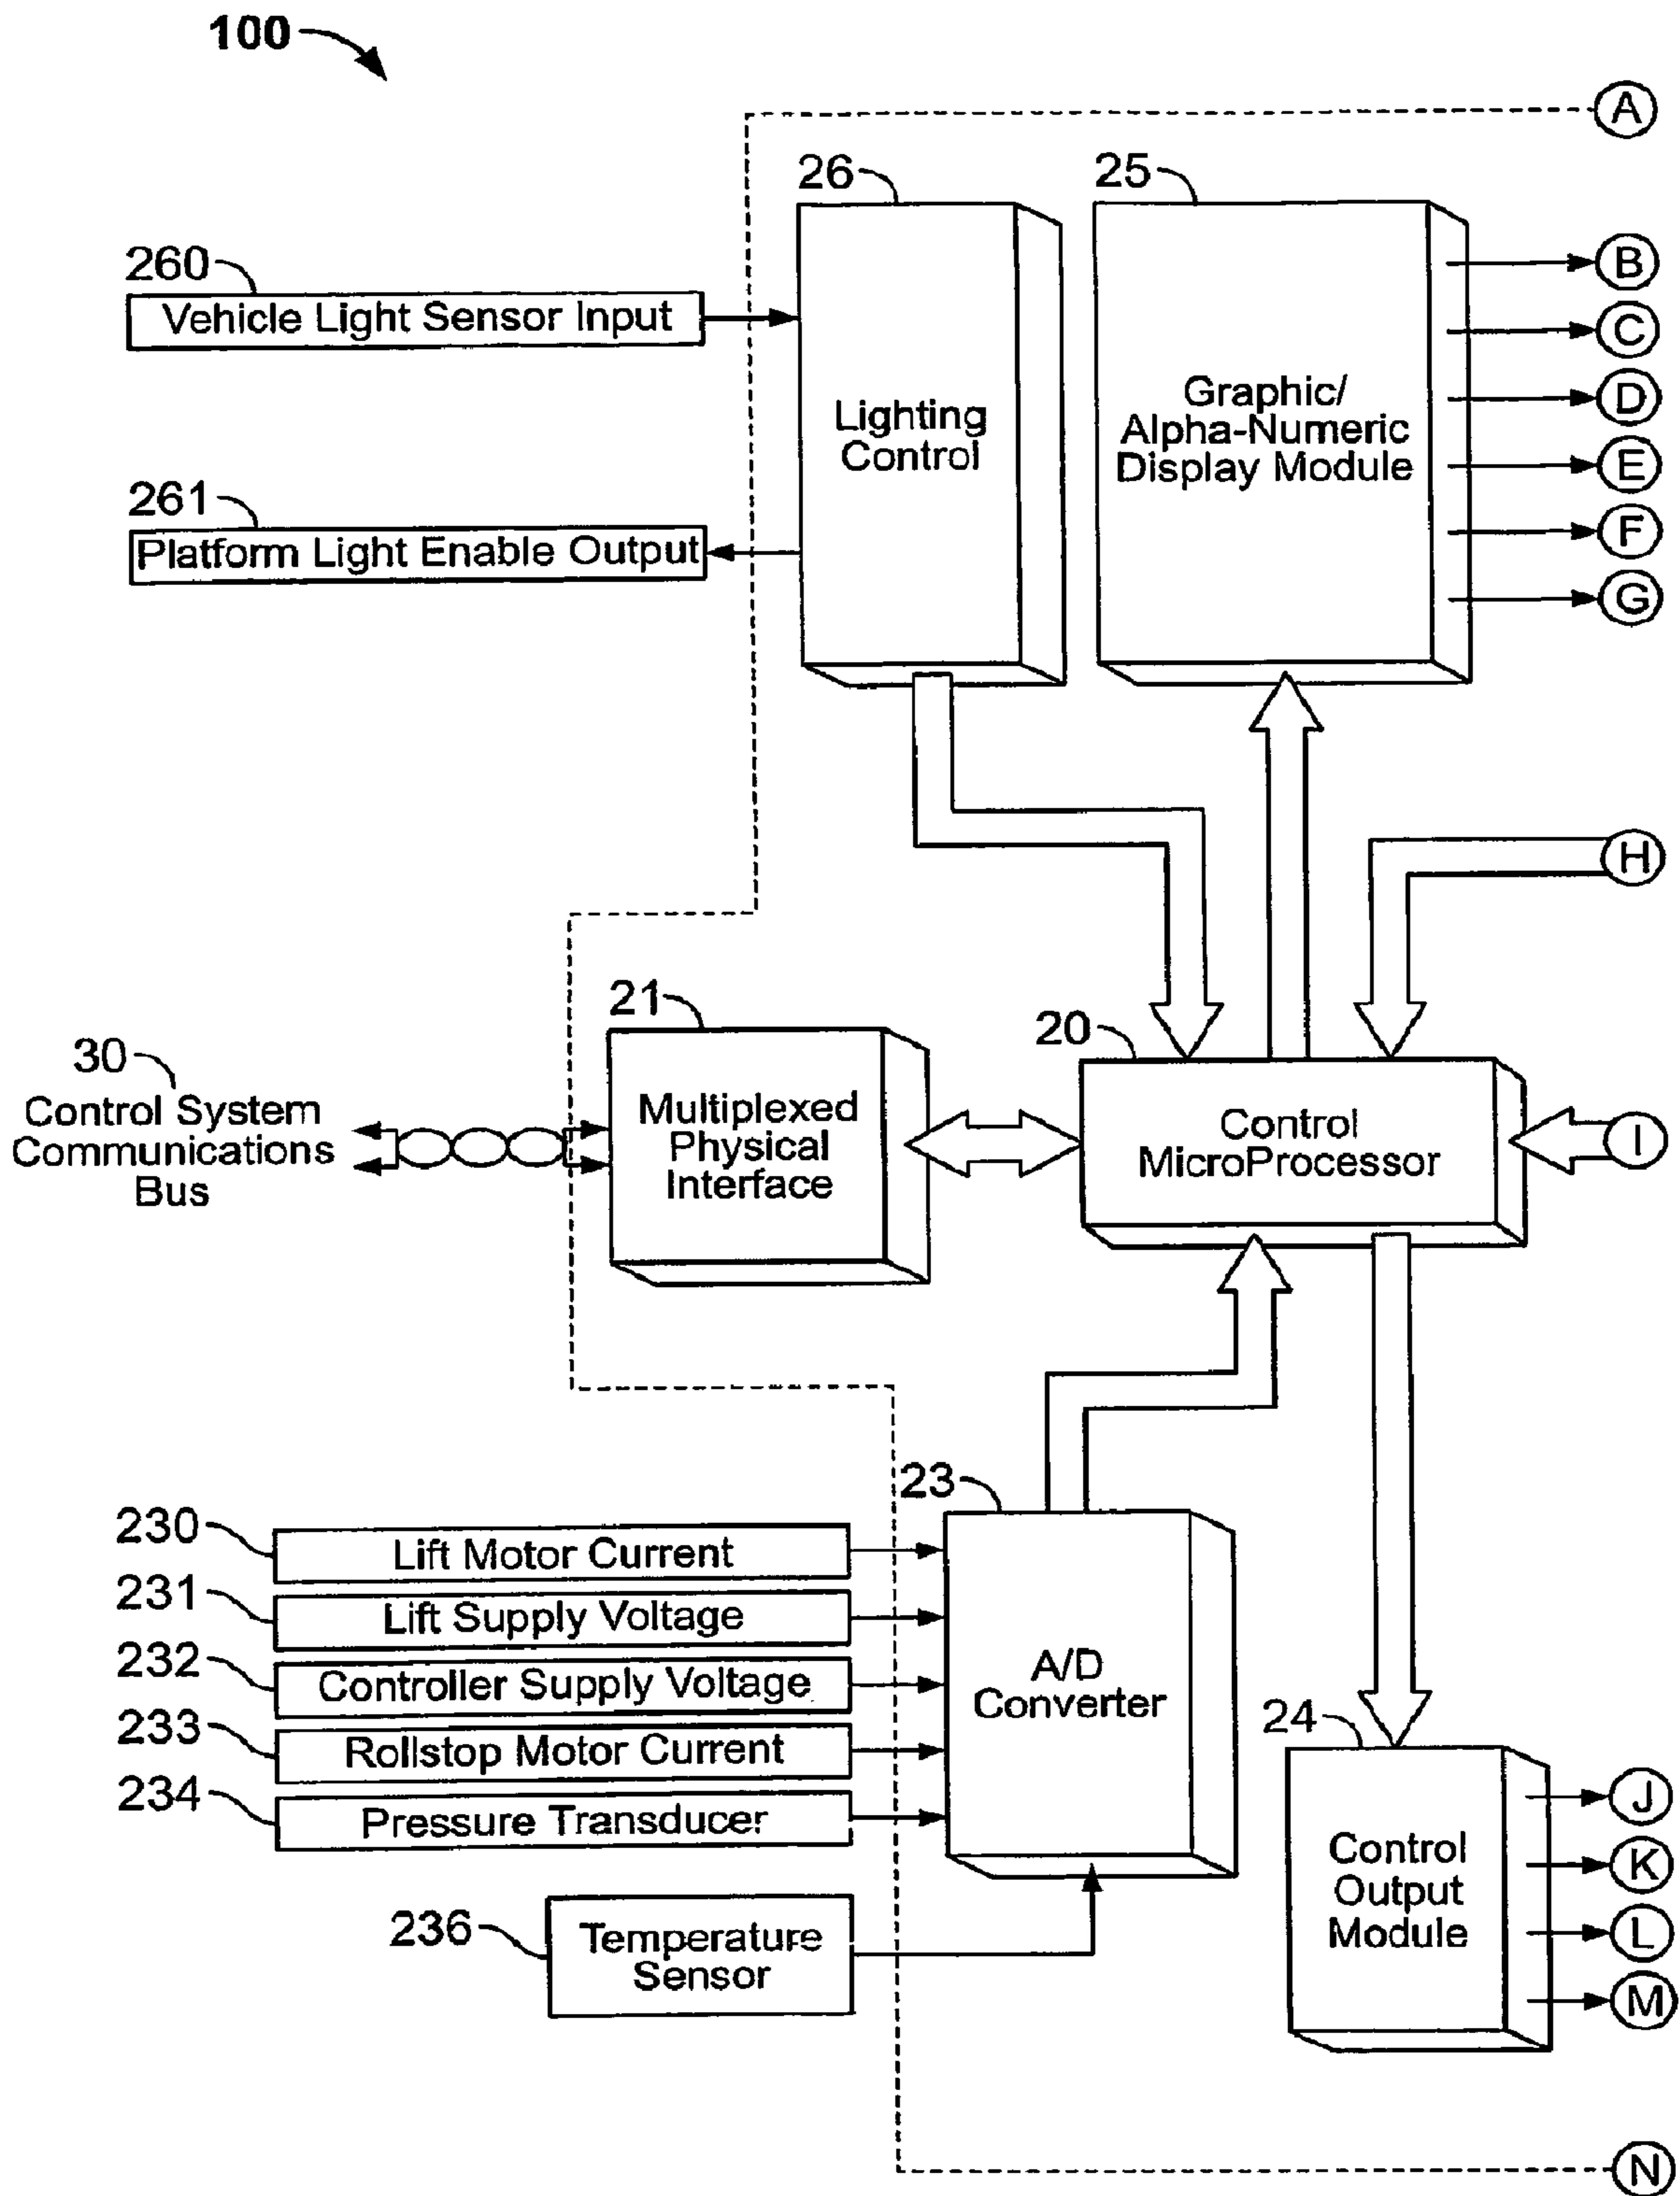 100
A
26
25
260
Vehicle Light Sensor Input
B
C
Lighting
Control
Graphic/
Alpha-Numeric
Display Module
D
E
261
Platform Light Enable Output
F
G
H
21
20
30
Control System
Communications
Bus
Multiplexed
Physical
Interface
Control
MicroProcessor
I
23
230
Lift Motor Current
231
Lift Supply Voltage
232
Controller Supply Voltage
A/D
Converter
233
Rollstop Motor Current
24
234
Pressure Transducer
J
Control
Output
Module
K
236
Temperature
Sensor
L
M
N